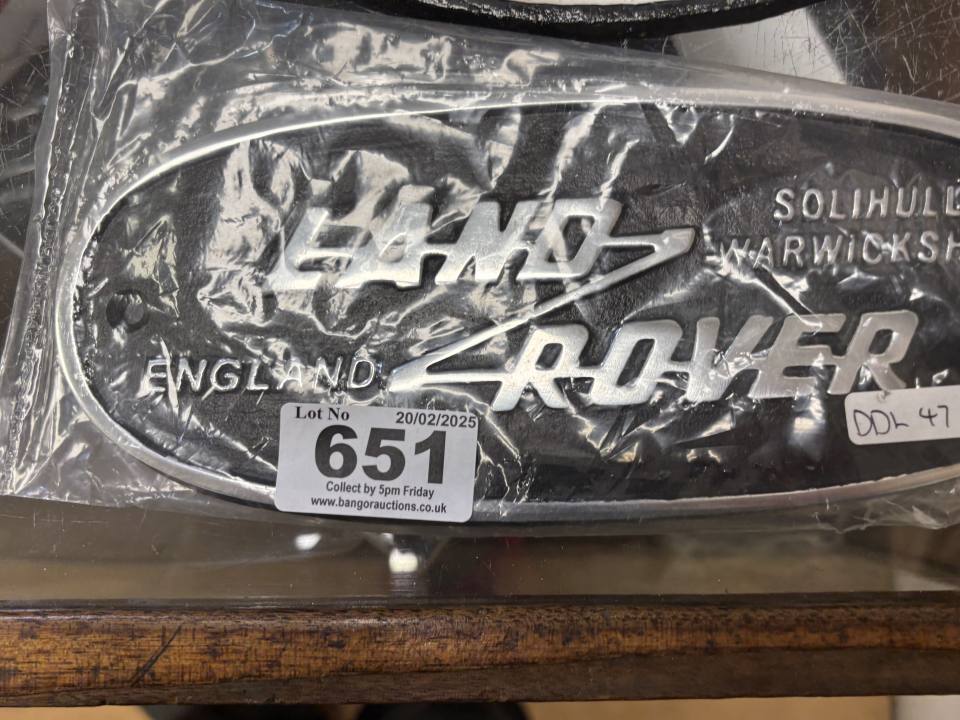 LAND
ROVER
SOLIHULL
WARWICKSH
ENGLAND
Lot No 20/02/2025
651
Collect by 5pm Friday
www.bangorauctions.co.uk
DDL 47